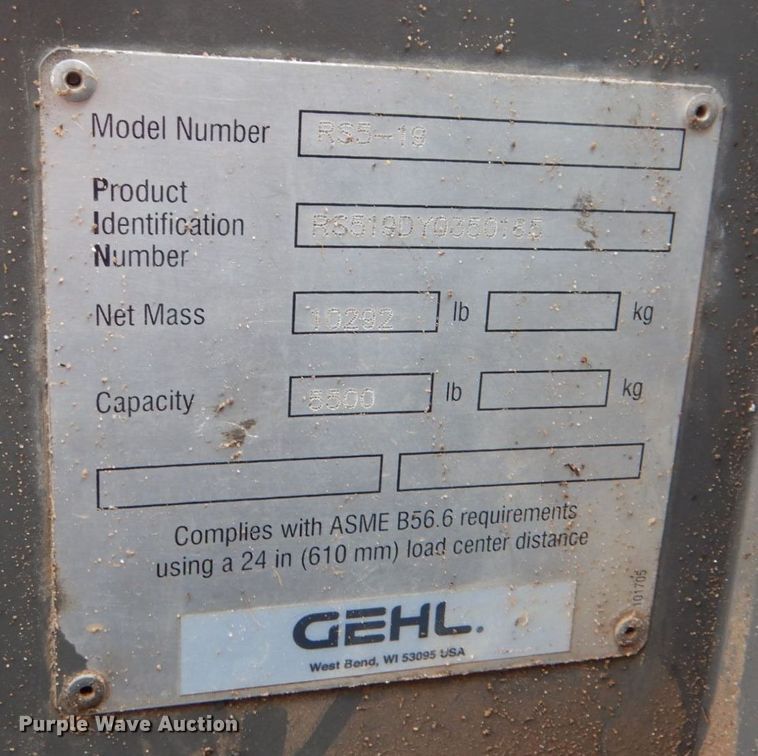 Model Number RS5-19
Product
Identification
Number
Net Mass 10292 lb kg
Capacity 5500 lb kg
Complies with ASME B56.6 requirements
using a 24 in (610 mm) load center distance
101705
GEHL.
West Bend, WI 53095 USA
Purple Wave Auction